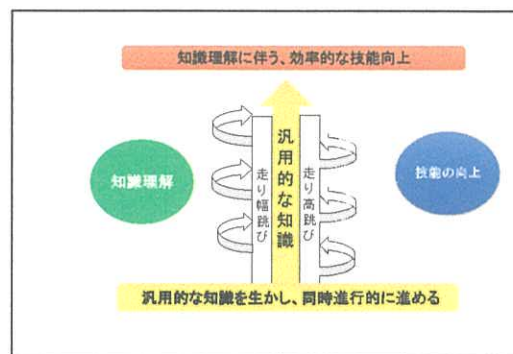 知識理解に伴う、効率的な技能向上
知識理解
走り幅跳び
汎用的な知識
走り高跳び
技能の向上
汎用的な知識を生かし、同時進行的に進める